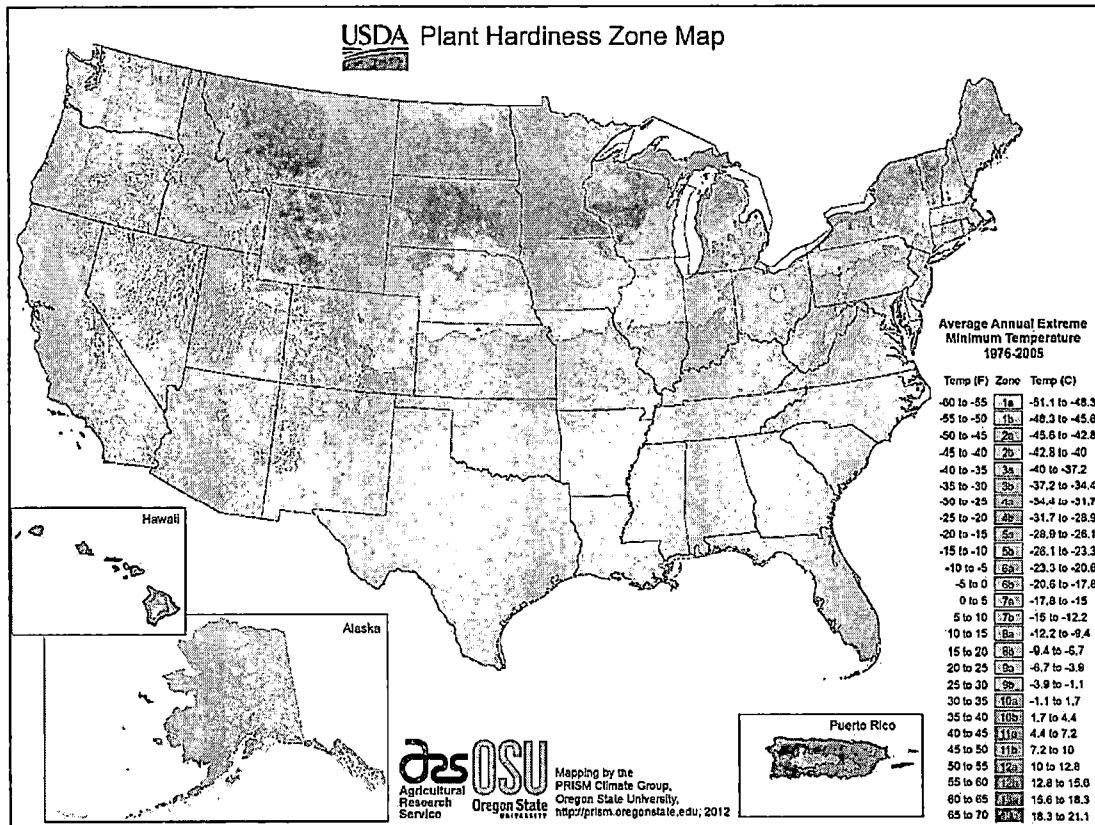 USDA Plant Hardiness Zone Map
Average Annual Extreme
Minimum Temperature
1976-2005
Temp (F) Zone Temp (C)
-60 to -55 1a -51.1 to -48.3
-55 to -50 1b -48.3 to -45.6
-50 to -45 2a -45.6 to -42.8
-45 to -40 2b -42.8 to -40
-40 to -35 3a -40 to -37.2
-35 to -30 3b -37.2 to -34.4
-30 to -25 4a -34.4 to -31.7
-25 to -20 4b -31.7 to -28.9
-20 to -15 5a -28.9 to -26.1
-15 to -10 5b -26.1 to -23.3
-10 to -5 6a -23.3 to -20.6
-5 to 0 6b -20.6 to -17.8
0 to 5 7a -17.8 to -15
5 to 10 7b -15 to -12.2
10 to 15 8a -12.2 to -9.4
15 to 20 8b -9.4 to -6.7
20 to 25 9a -6.7 to -3.9
25 to 30 9b -3.9 to -1.1
30 to 35 10a -1.1 to 1.7
35 to 40 10b 1.7 to 4.4
40 to 45 11a 4.4 to 7.2
45 to 50 11b 7.2 to 10
50 to 55 12a 10 to 12.8
55 to 60 12b 12.8 to 15.6
60 to 65 13a 15.6 to 18.3
65 to 70 18.3 to 21.1
Hawaii
Alaska
Puerto Rico
ars
Agricultural
Research
Service
OSU
Oregon State
UNIVERSITY
Mapping by the
PRISM Climate Group,
Oregon State University,
http://prism.oregonstate.edu; 2012